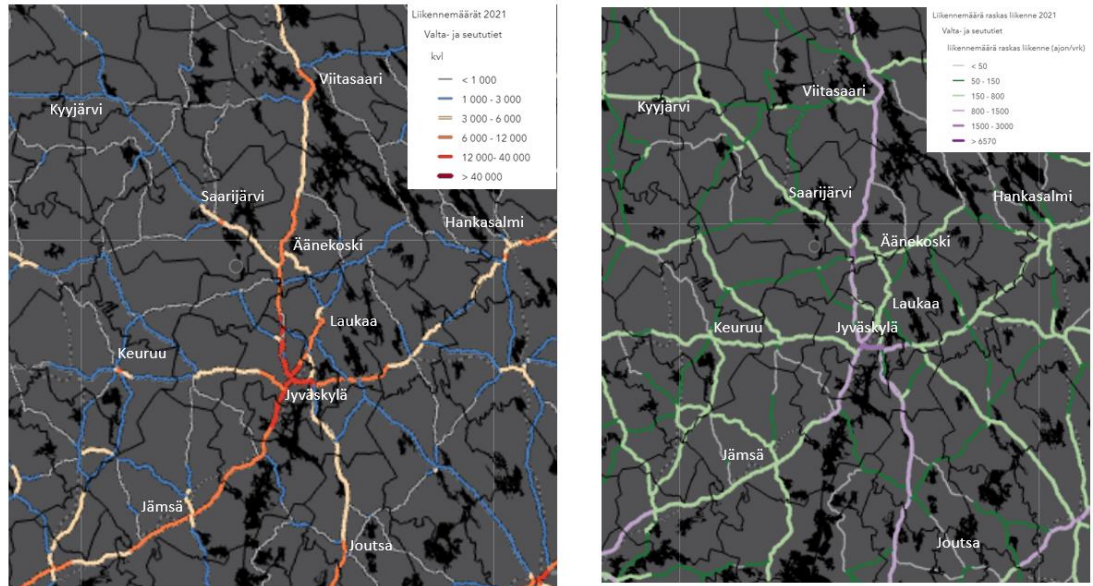 Liikennemäärät 2021
Valta- ja seututiet
kvl
< 1 000
1 000 - 3 000
3 000 - 6 000
6 000 - 12 000
12 000- 40 000
> 40 000
Viitasaari
Kyyjärvi
Saarijärvi
Hankasalmi
Äänekoski
Laukaa
Keuruu
Jyväskylä
Jämsä
Joutsa
Liikennemäärä raskas liikenne 2021
Valta- ja seututiet
liikennemäärä raskas liikenne (ajon/vrk)
< 50
50 - 150
150 - 800
800 - 1500
1500 - 3000
> 6570
Viitasaari
Kyyjärvi
Saarijärvi
Hankasalmi
Äänekoski
Laukaa
Keuruu
Jyväskylä
Jämsä
Joutsa